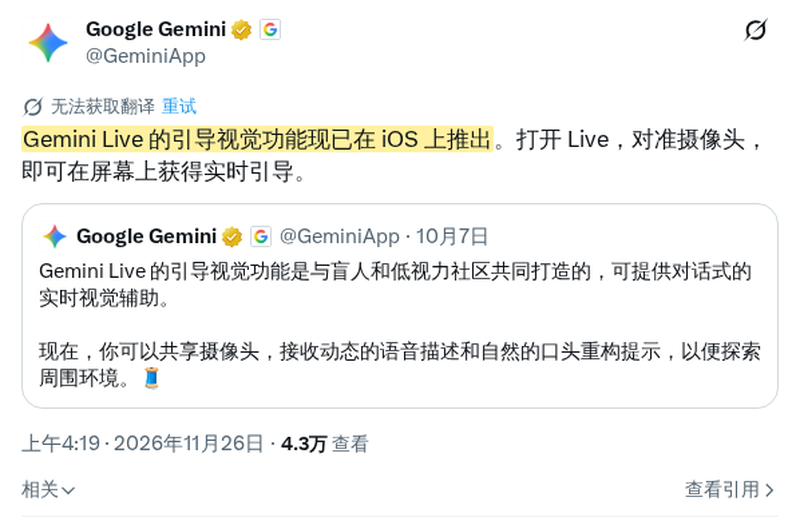 Google Gemini
@GeminiApp
无法获取翻译 重试
Gemini Live 的引导视觉功能现已在 iOS 上推出。打开 Live，对准摄像头，
即可在屏幕上获得实时引导。
Google Gemini @GeminiApp · 10月7日
Gemini Live 的引导视觉功能是与盲人和低视力社区共同打造的，可提供对话式的
实时视觉辅助。
现在，你可以共享摄像头，接收动态的语音描述和自然的口头重构提示，以便探索
周围环境。🧵
上午4:19 · 2026年11月26日 · 4.3万 查看
相关
查看引用